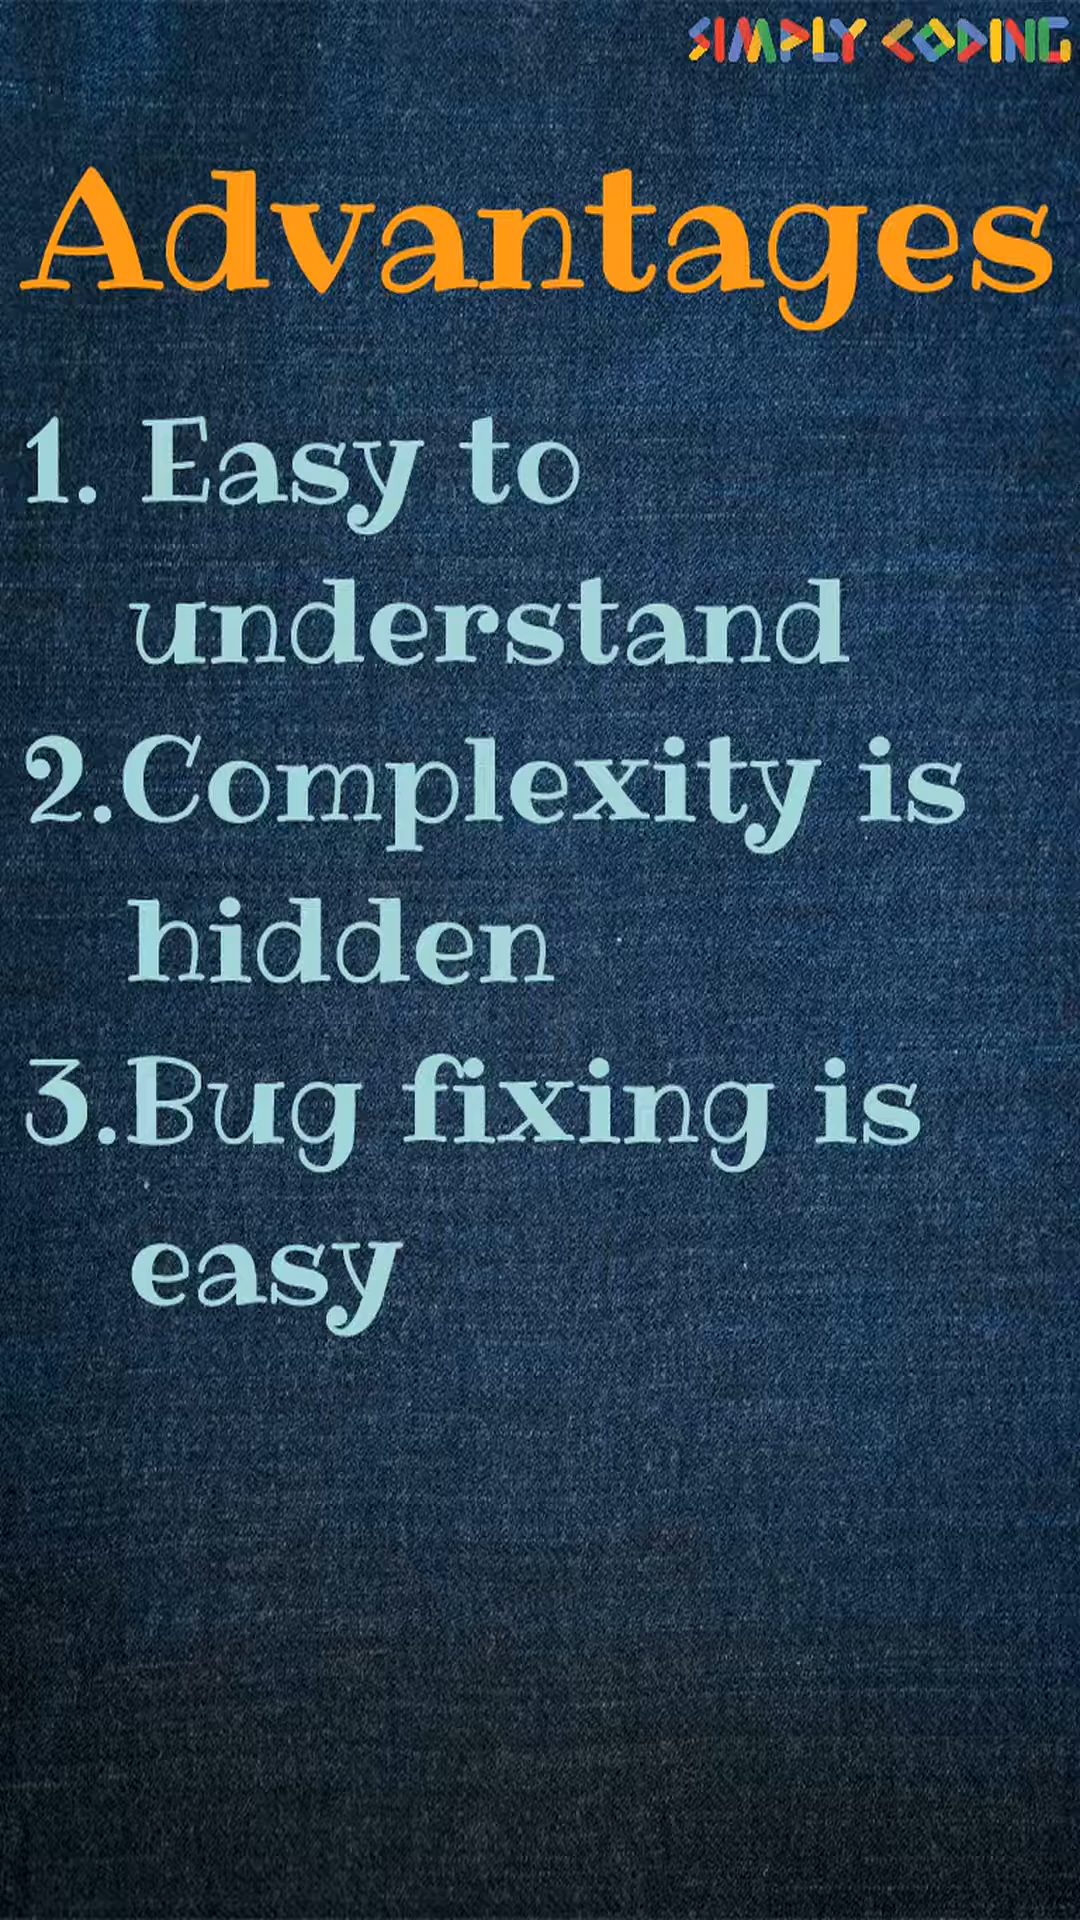 SIMPLY CODING
Advantages
1. Easy to
understand
2.Complexity is
hidden
3.Bug fixing is
easy